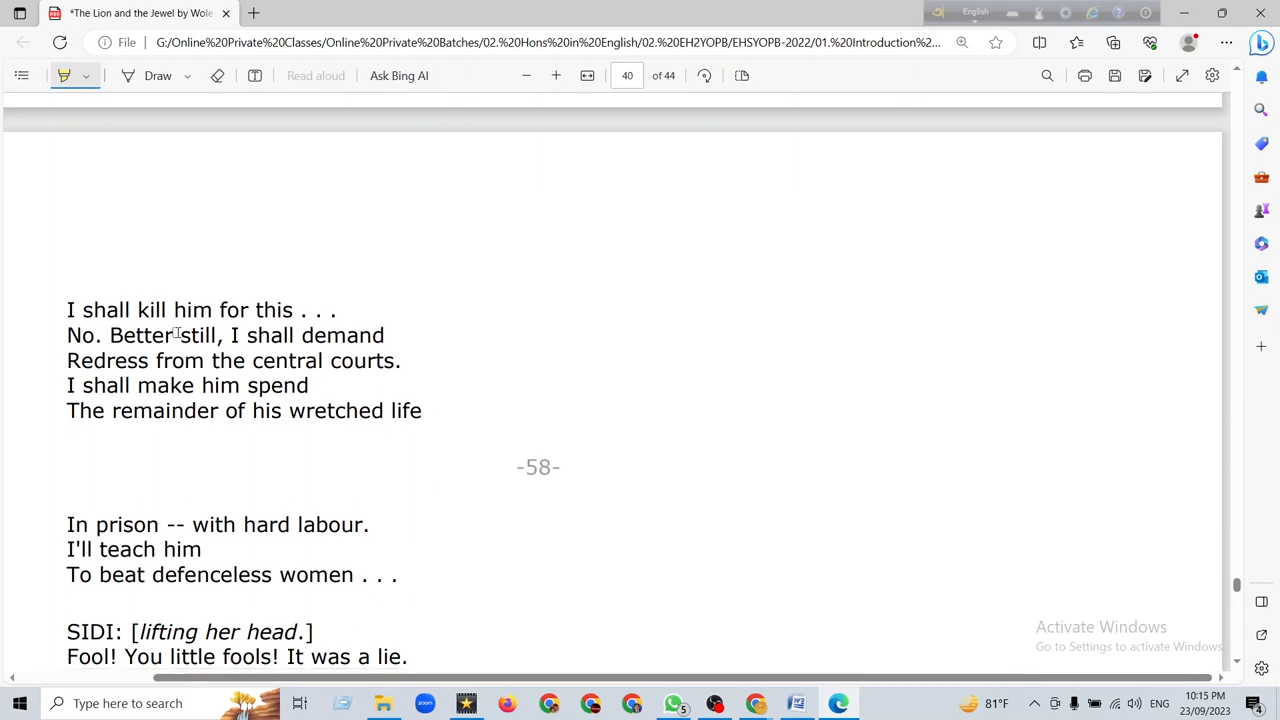 *The Lion and the Jewel by Wole
English
File
G:/Online%20Private%20Classes/Online%20Private%20Batches/02.%20Hons%20in%20English/02.%20EH2YOPB/EHSYOPB-2022/01.%20Introduction%2...
Draw
Read aloud
Ask Bing AI
40
of 44
I shall kill him for this . . .
No. Better still, I shall demand
Redress from the central courts.
I shall make him spend
The remainder of his wretched life
-58-
In prison -- with hard labour.
I'll teach him
To beat defenceless women . . .
SIDI: [lifting her head.]
Fool! You little fools! It was a lie.
Activate Windows
Go to Settings to activate Windows.
Type here to search
zoom
5
81°F
ENG
10:15 PM
23/09/2023
4